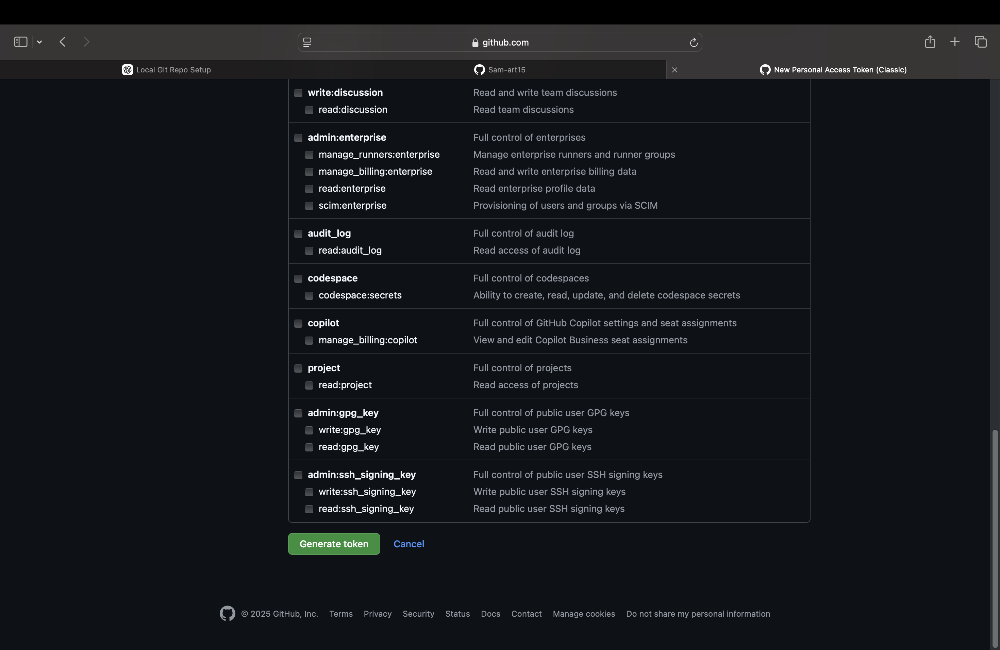 github.com
Local Git Repo Setup
Sam-art15
New Personal Access Token (Classic)
write:discussion Read and write team discussions
read:discussion Read team discussions
admin:enterprise Full control of enterprises
manage_runners:enterprise Manage enterprise runners and runner groups
manage_billing:enterprise Read and write enterprise billing data
read:enterprise Read enterprise profile data
scim:enterprise Provisioning of users and groups via SCIM
audit_log Full control of audit log
read:audit_log Read access of audit log
codespace Full control of codespaces
codespace:secrets Ability to create, read, update, and delete codespace secrets
copilot Full control of GitHub Copilot settings and seat assignments
manage_billing:copilot View and edit Copilot Business seat assignments
project Full control of projects
read:project Read access of projects
admin:gpg_key Full control of public user GPG keys
write:gpg_key Write public user GPG keys
read:gpg_key Read public user GPG keys
admin:ssh_signing_key Full control of public user SSH signing keys
write:ssh_signing_key Write public user SSH signing keys
read:ssh_signing_key Read public user SSH signing keys
Generate token Cancel
© 2025 GitHub, Inc. Terms Privacy Security Status Docs Contact Manage cookies Do not share my personal information